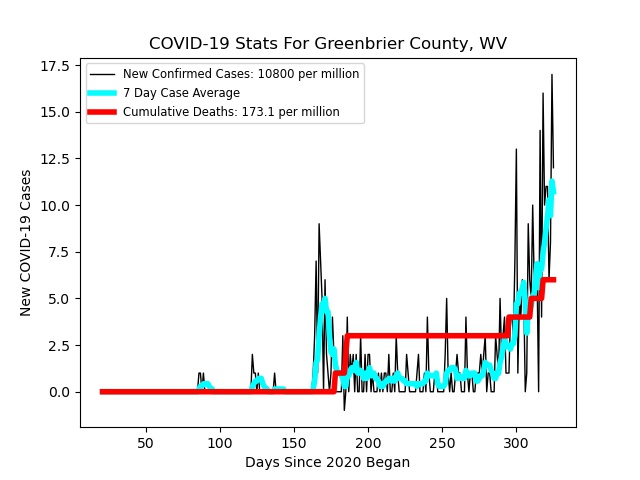 COVID-19 Stats For Greenbrier County, WV
New Confirmed Cases: 10800 per million
7 Day Case Average
Cumulative Deaths: 173.1 per million
17.5
15.0
12.5
10.0
7.5
5.0
2.5
0.0
New COVID-19 Cases
50 100 150 200 250 300
Days Since 2020 Began